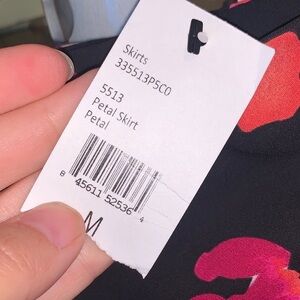 Skirts
335513P5C0
5513
Petal Skirt
Petal
8 45611 52536 4
M